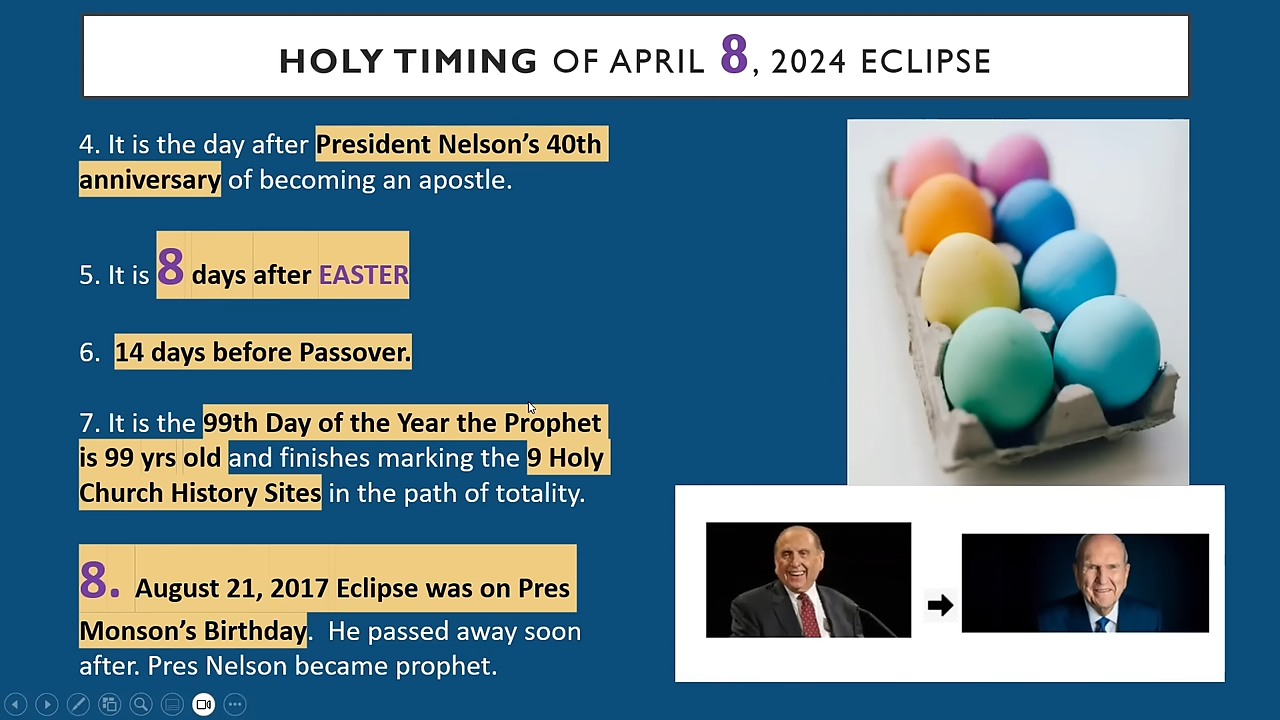 HOLY TIMING OF APRIL 8, 2024 ECLIPSE
4. It is the day after President Nelson’s 40th
anniversary of becoming an apostle.
5. It is 8 days after EASTER
6. 14 days before Passover.
7. It is the 99th Day of the Year the Prophet
is 99 yrs old and finishes marking the 9 Holy
Church History Sites in the path of totality.
8. August 21, 2017 Eclipse was on Pres
Monson’s Birthday. He passed away soon
after. Pres Nelson became prophet.